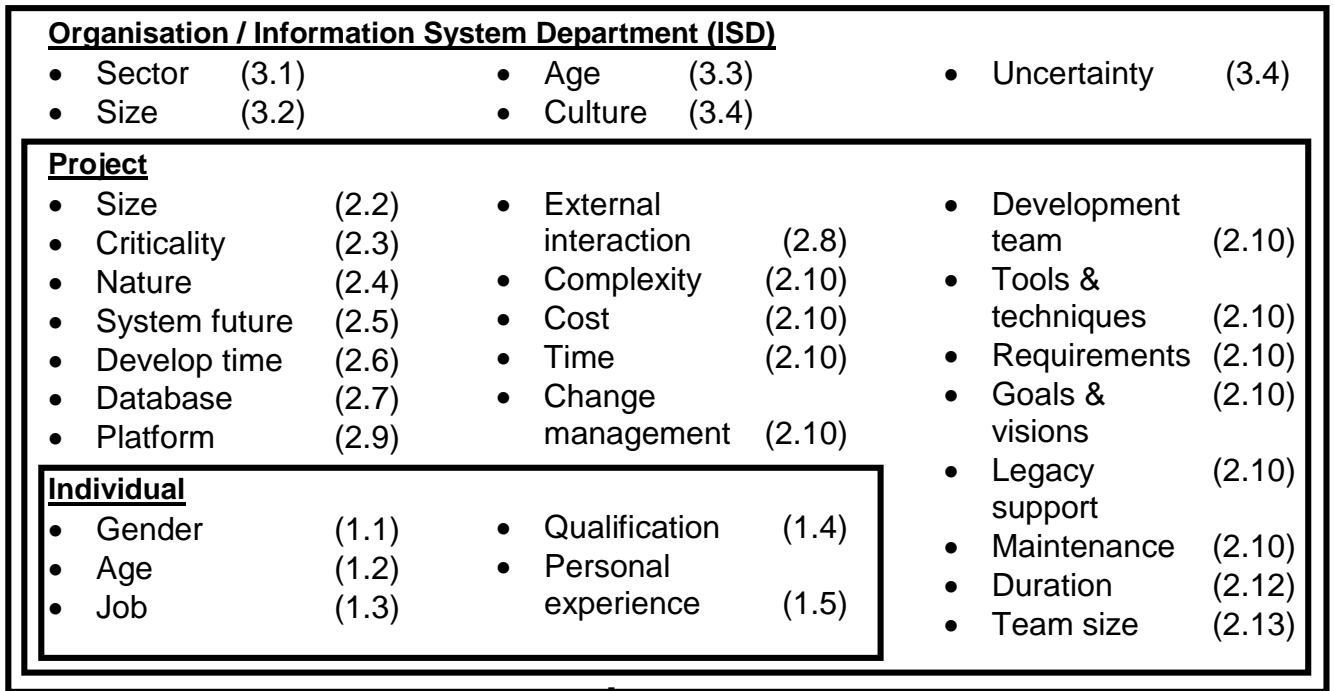 Organisation / Information System Department (ISD)
• Sector (3.1) • Age (3.3) • Uncertainty (3.4)
• Size (3.2) • Culture (3.4)
Project
• Size (2.2)
• Criticality (2.3)
• Nature (2.4)
• System future (2.5)
• Develop time (2.6)
• Database (2.7)
• Platform (2.9)
• External
interaction (2.8)
• Complexity (2.10)
• Cost (2.10)
• Time (2.10)
• Change
management (2.10)
• Development
team (2.10)
• Tools &
techniques (2.10)
• Requirements (2.10)
• Goals & (2.10)
visions
• Legacy (2.10)
support
• Maintenance (2.10)
• Duration (2.12)
• Team size (2.13)
Individual
• Gender (1.1)
• Age (1.2)
• Job (1.3)
• Qualification (1.4)
• Personal
experience (1.5)